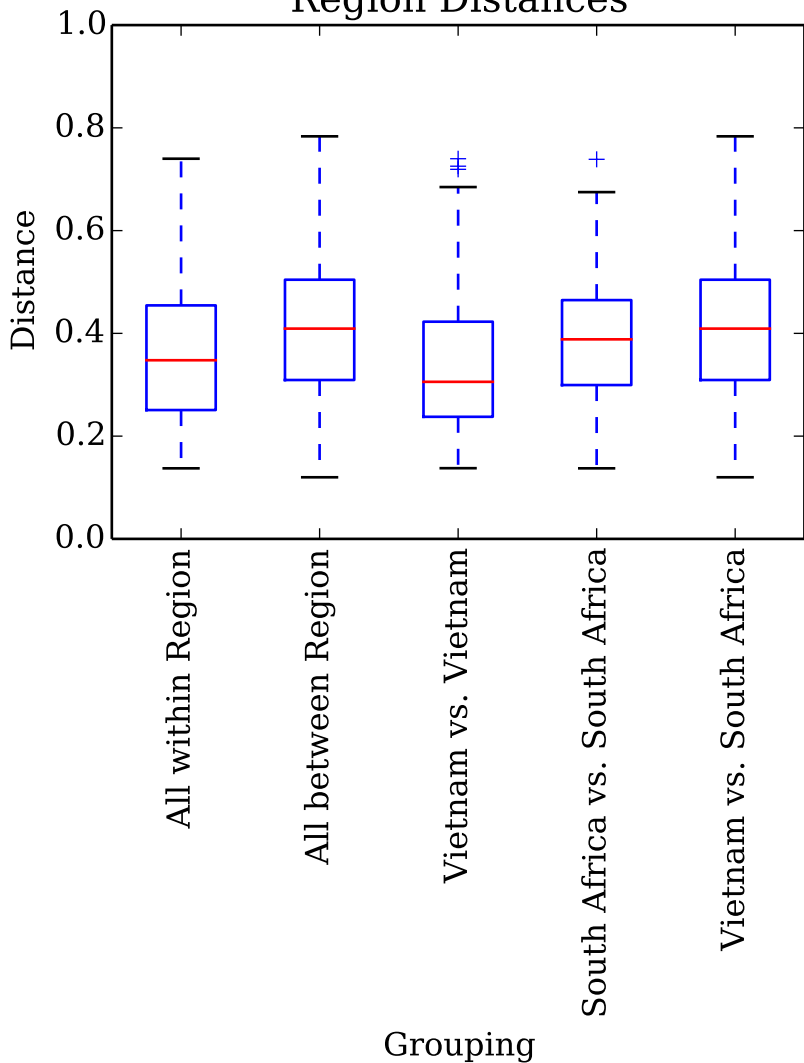 Region Distances
1.0
0.8
0.6
0.4
0.2
0.0
Distance
All within Region
All between Region
Vietnam vs. Vietnam
South Africa vs. South Africa
Vietnam vs. South Africa
Grouping